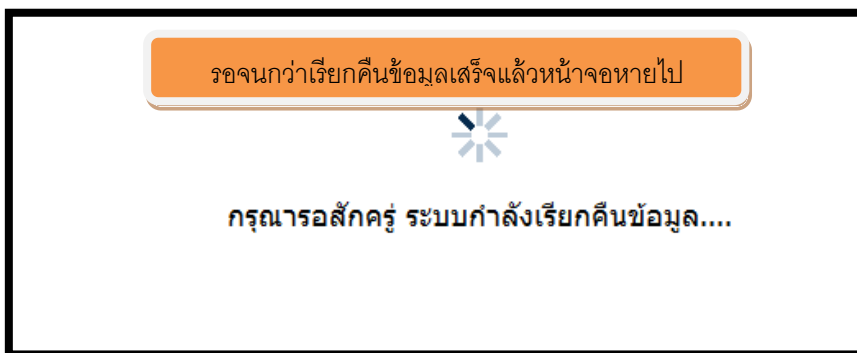 รอจนกว่าเรียกคืนข้อมูลเสร็จแล้วหน้าจอหายไป
กรุณารอสักครู่ ระบบกำลังเรียกคืนข้อมูล....